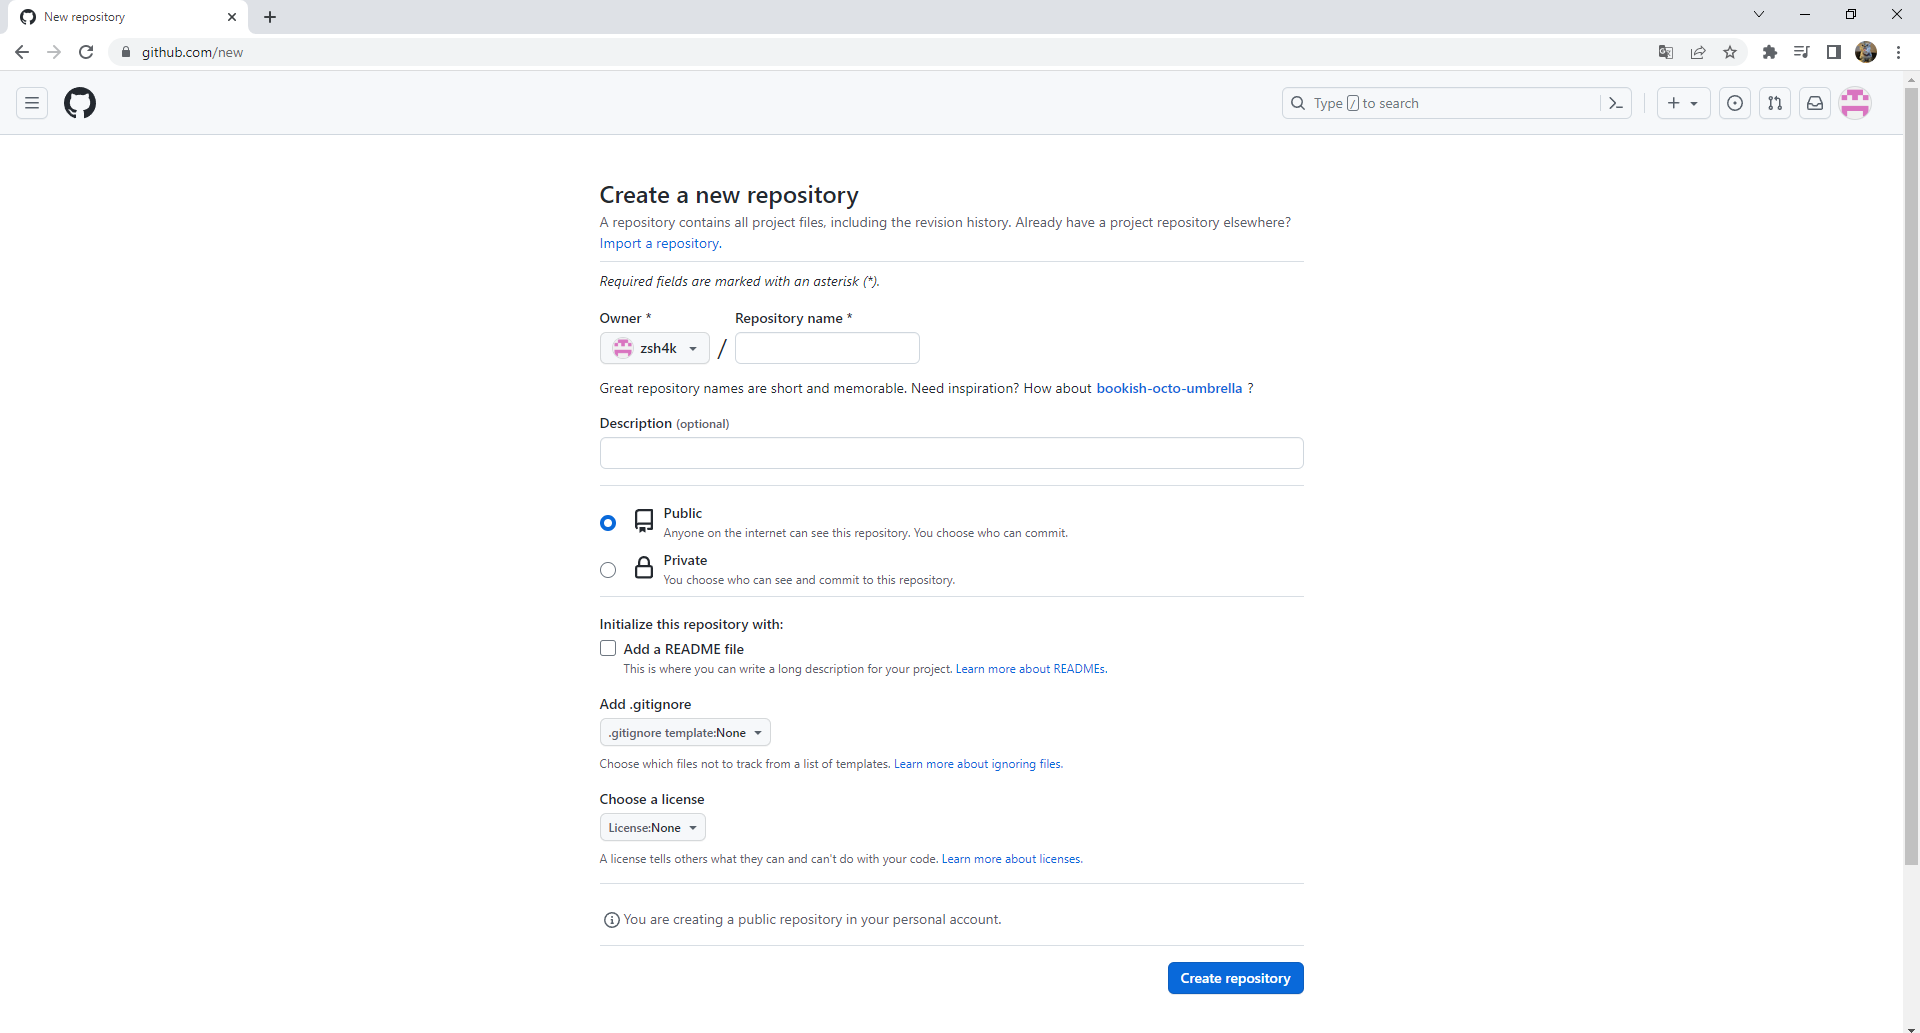 New repository
github.com/new
Type / to search
Create a new repository
A repository contains all project files, including the revision history. Already have a project repository elsewhere?
Import a repository.
Required fields are marked with an asterisk (*).
Owner * Repository name *
zsh4k /
Great repository names are short and memorable. Need inspiration? How about bookish-octo-umbrella ?
Description (optional)
Public
Anyone on the internet can see this repository. You choose who can commit.
Private
You choose who can see and commit to this repository.
Initialize this repository with:
Add a README file
This is where you can write a long description for your project. Learn more about READMEs.
Add .gitignore
.gitignore template:None
Choose which files not to track from a list of templates. Learn more about ignoring files.
Choose a license
License:None
A license tells others what they can and can't do with your code. Learn more about licenses.
You are creating a public repository in your personal account.
Create repository